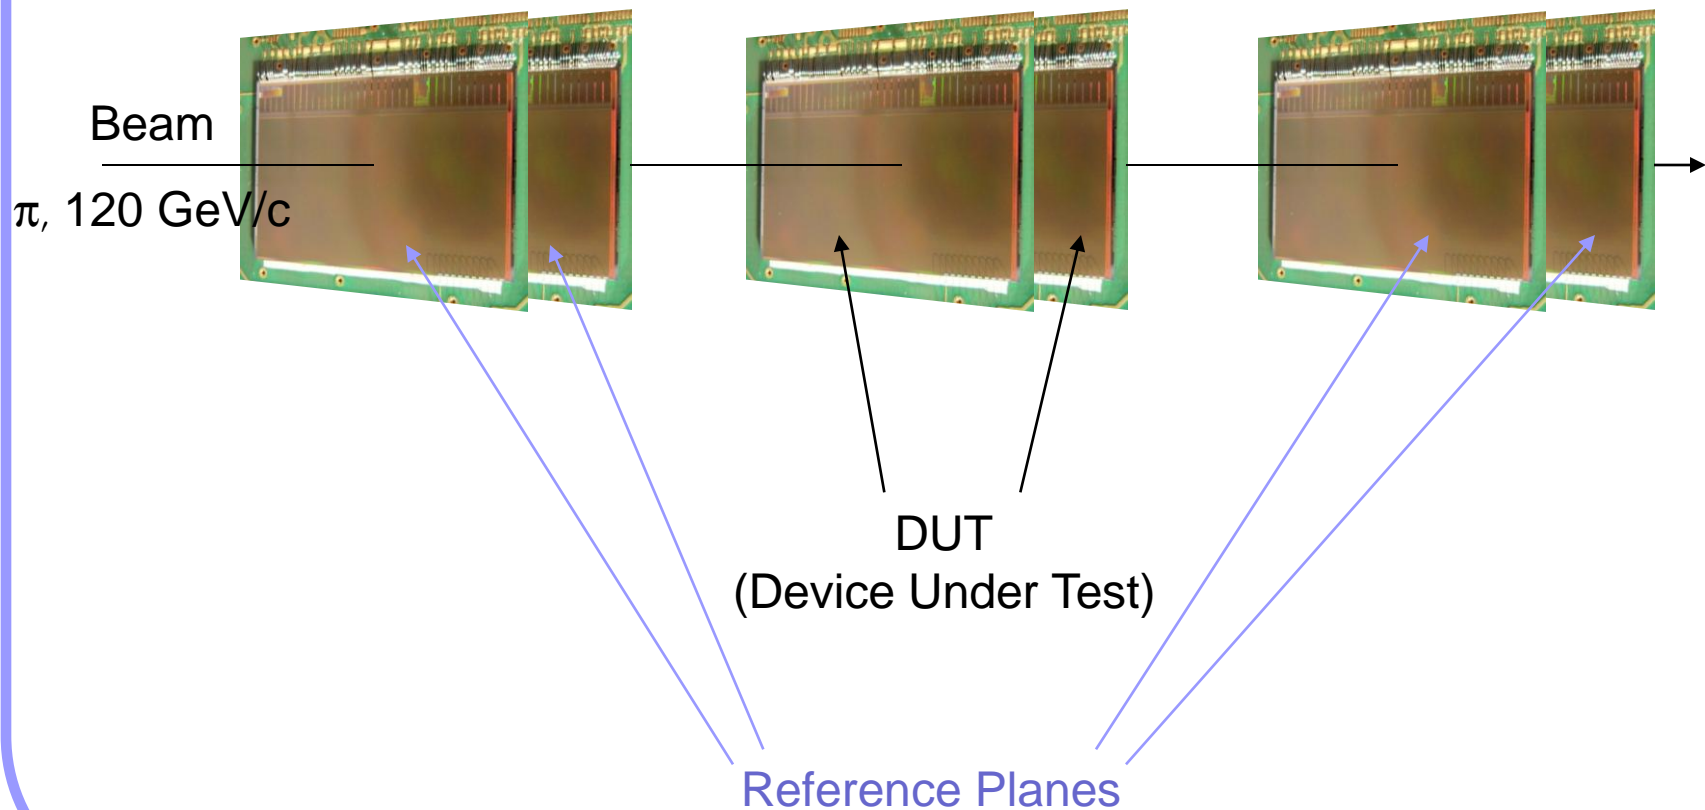 Beam
π, 120 GeV/c
DUT
(Device Under Test)
Reference Planes